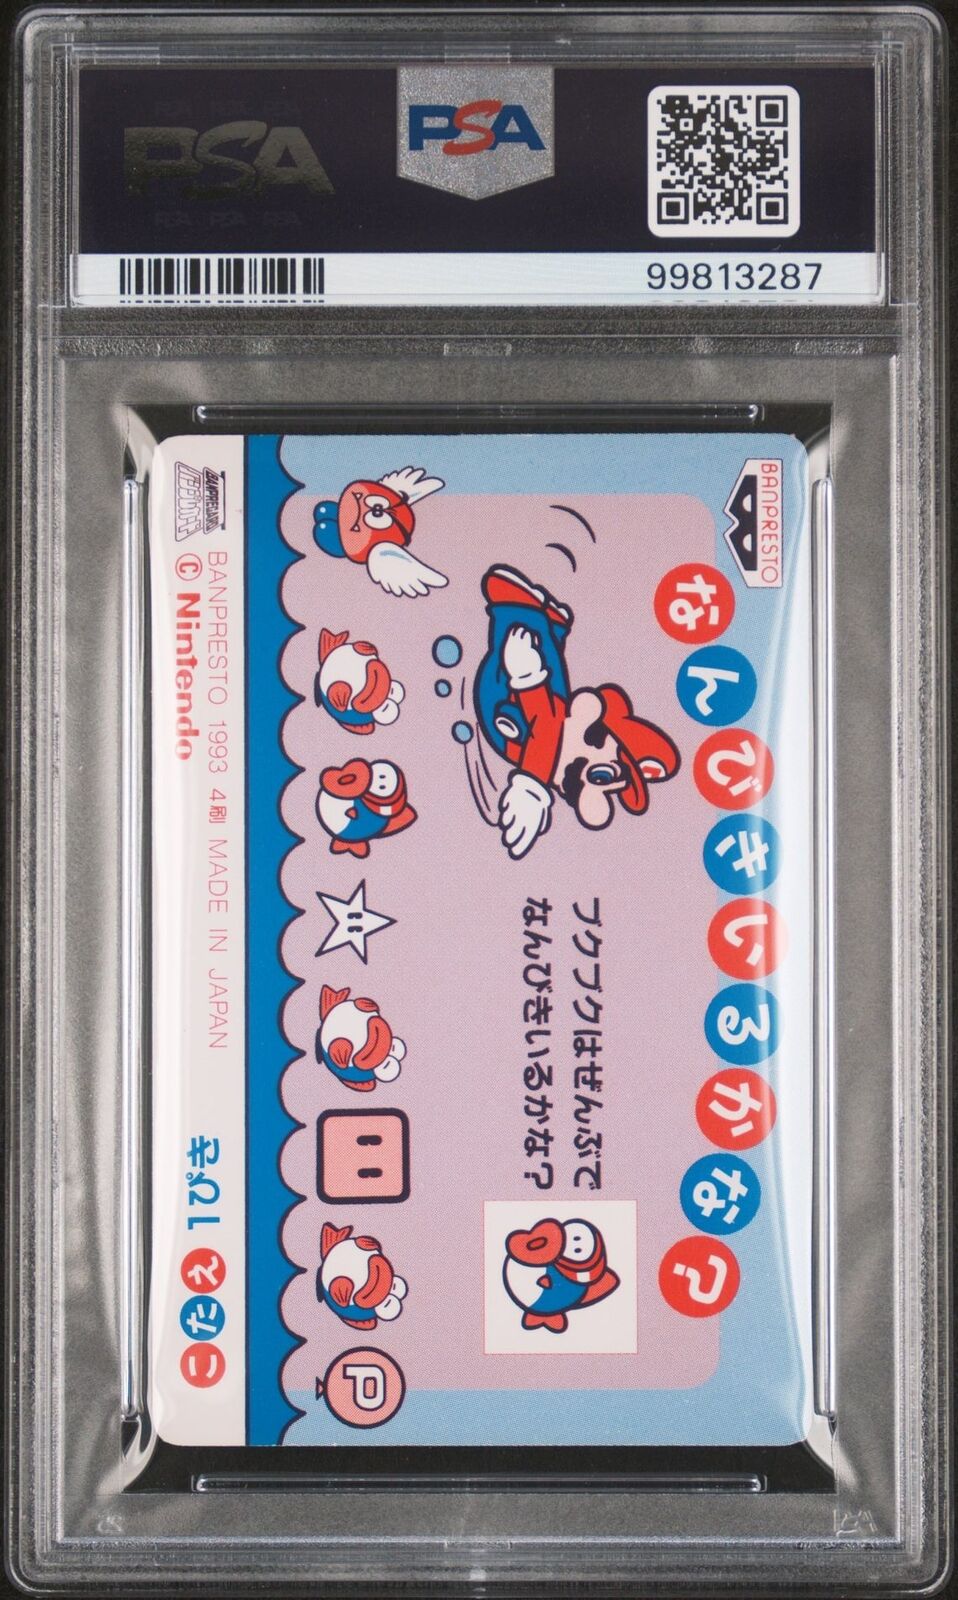 PSA
PSA
99813287
BANPRESTO
なんびきいるかな?
プクプクはぜんぶで
なんびきいるかな?
P
BANPRESTO 1993 4刷 MADE IN JAPAN
© Nintendo
こたえ 1ぴき